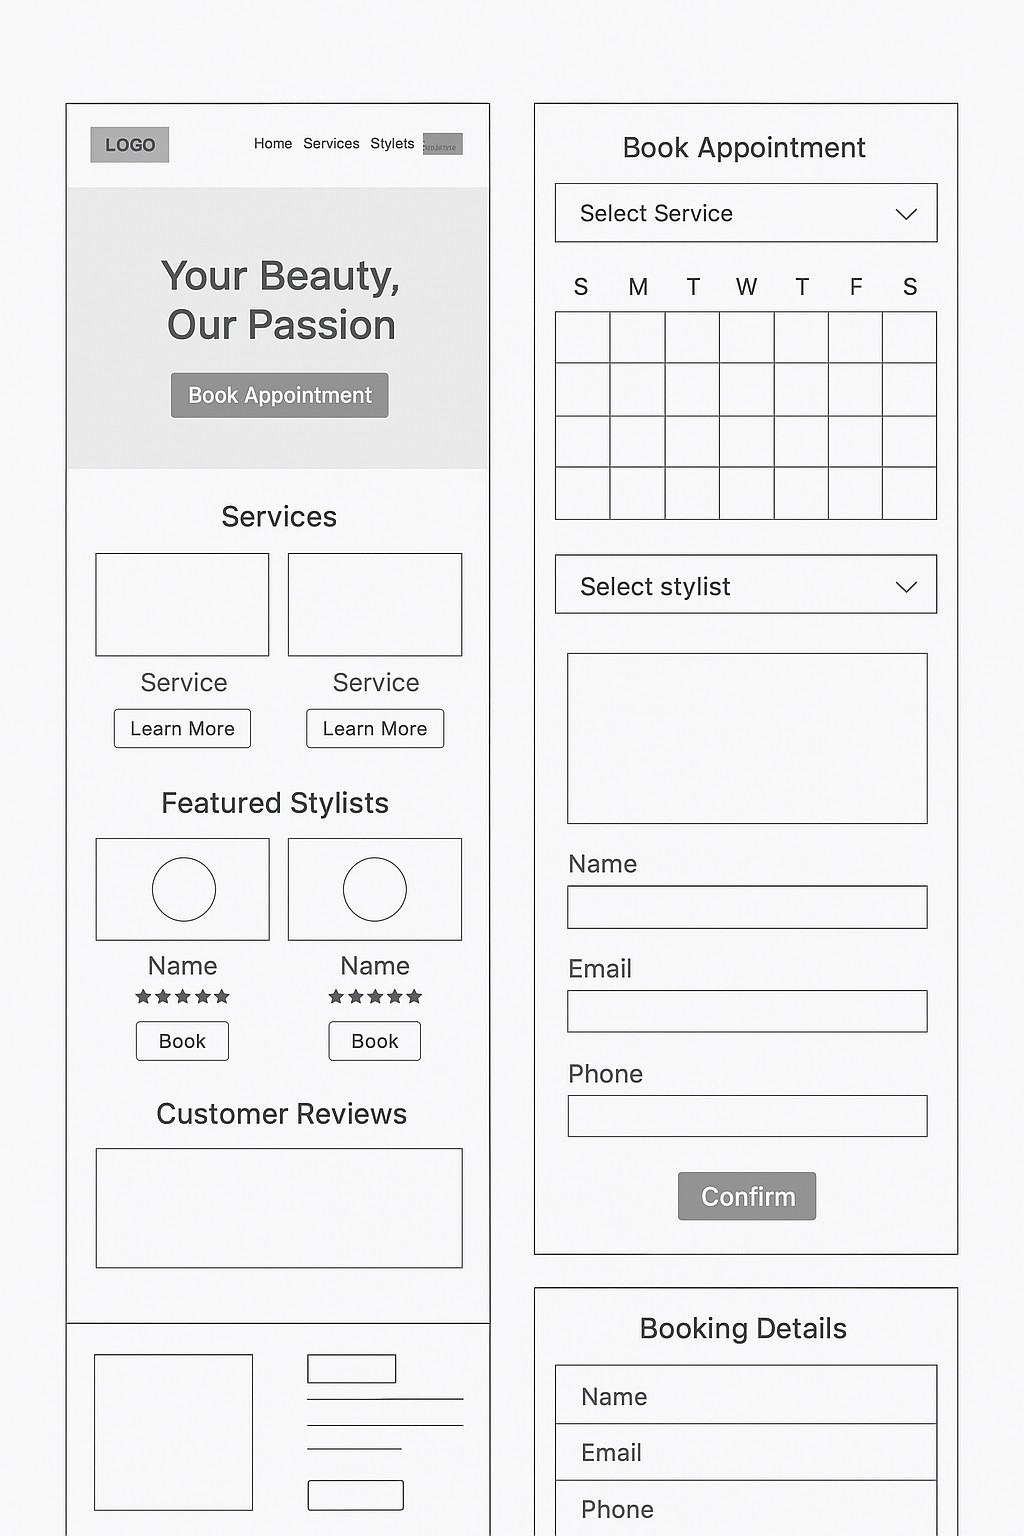 LOGO
Home Services Stylets
Your Beauty,
Our Passion
Book Appointment
Services
Service Service
Learn More Learn More
Featured Stylists
Name Name
★★★★★ ★★★★★
Book Book
Customer Reviews
Book Appointment
Select Service
S M T W T F S
Select stylist
Name
Email
Phone
Confirm
Booking Details
Name
Email
Phone